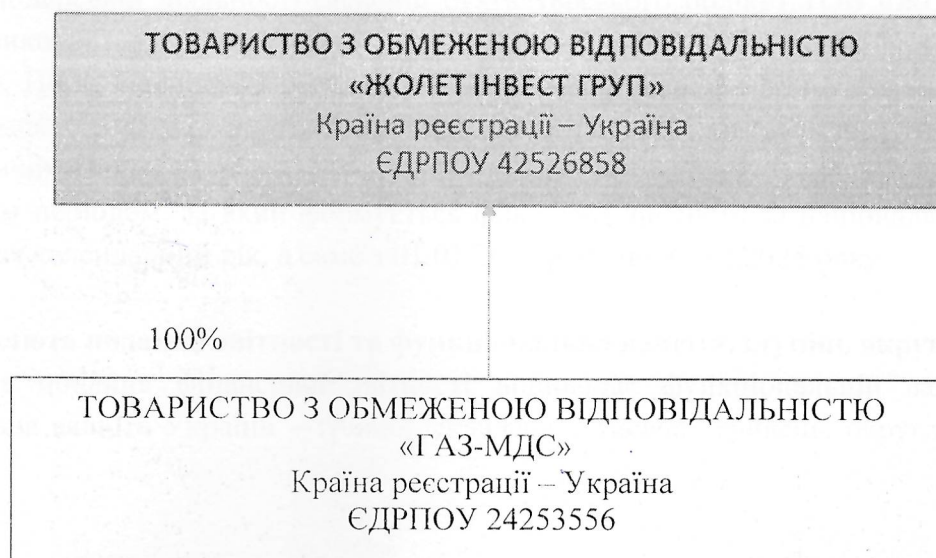 ТОВАРИСТВО З ОБМЕЖЕНОЮ ВІДПОВІДАЛЬНІСТЮ
«ЖОЛЕТ ІНВЕСТ ГРУП»
Країна реєстрації – Україна
ЄДРПОУ 42526858
100%
ТОВАРИСТВО З ОБМЕЖЕНОЮ ВІДПОВІДАЛЬНІСТЮ
«ГАЗ-МДС»
Країна реєстрації – Україна
ЄДРПОУ 24253556